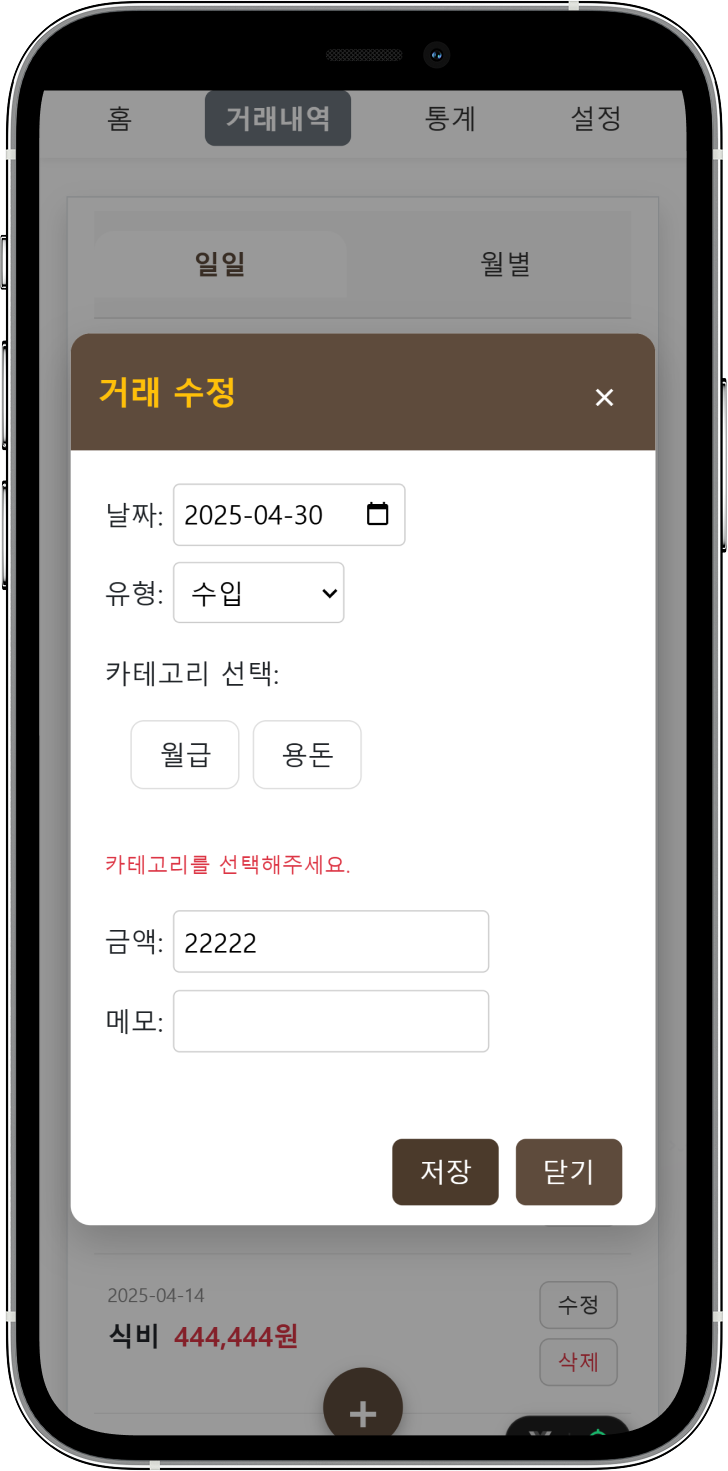 홈 거래내역 통계 설정
일일 월별
거래 수정 ×
날짜: 2025-04-30
유형: 수입
카테고리 선택:
월급 용돈
카테고리를 선택해주세요.
금액: 22222
메모:
저장 닫기
2025-04-14 수정
식비 444,444원
삭제
+